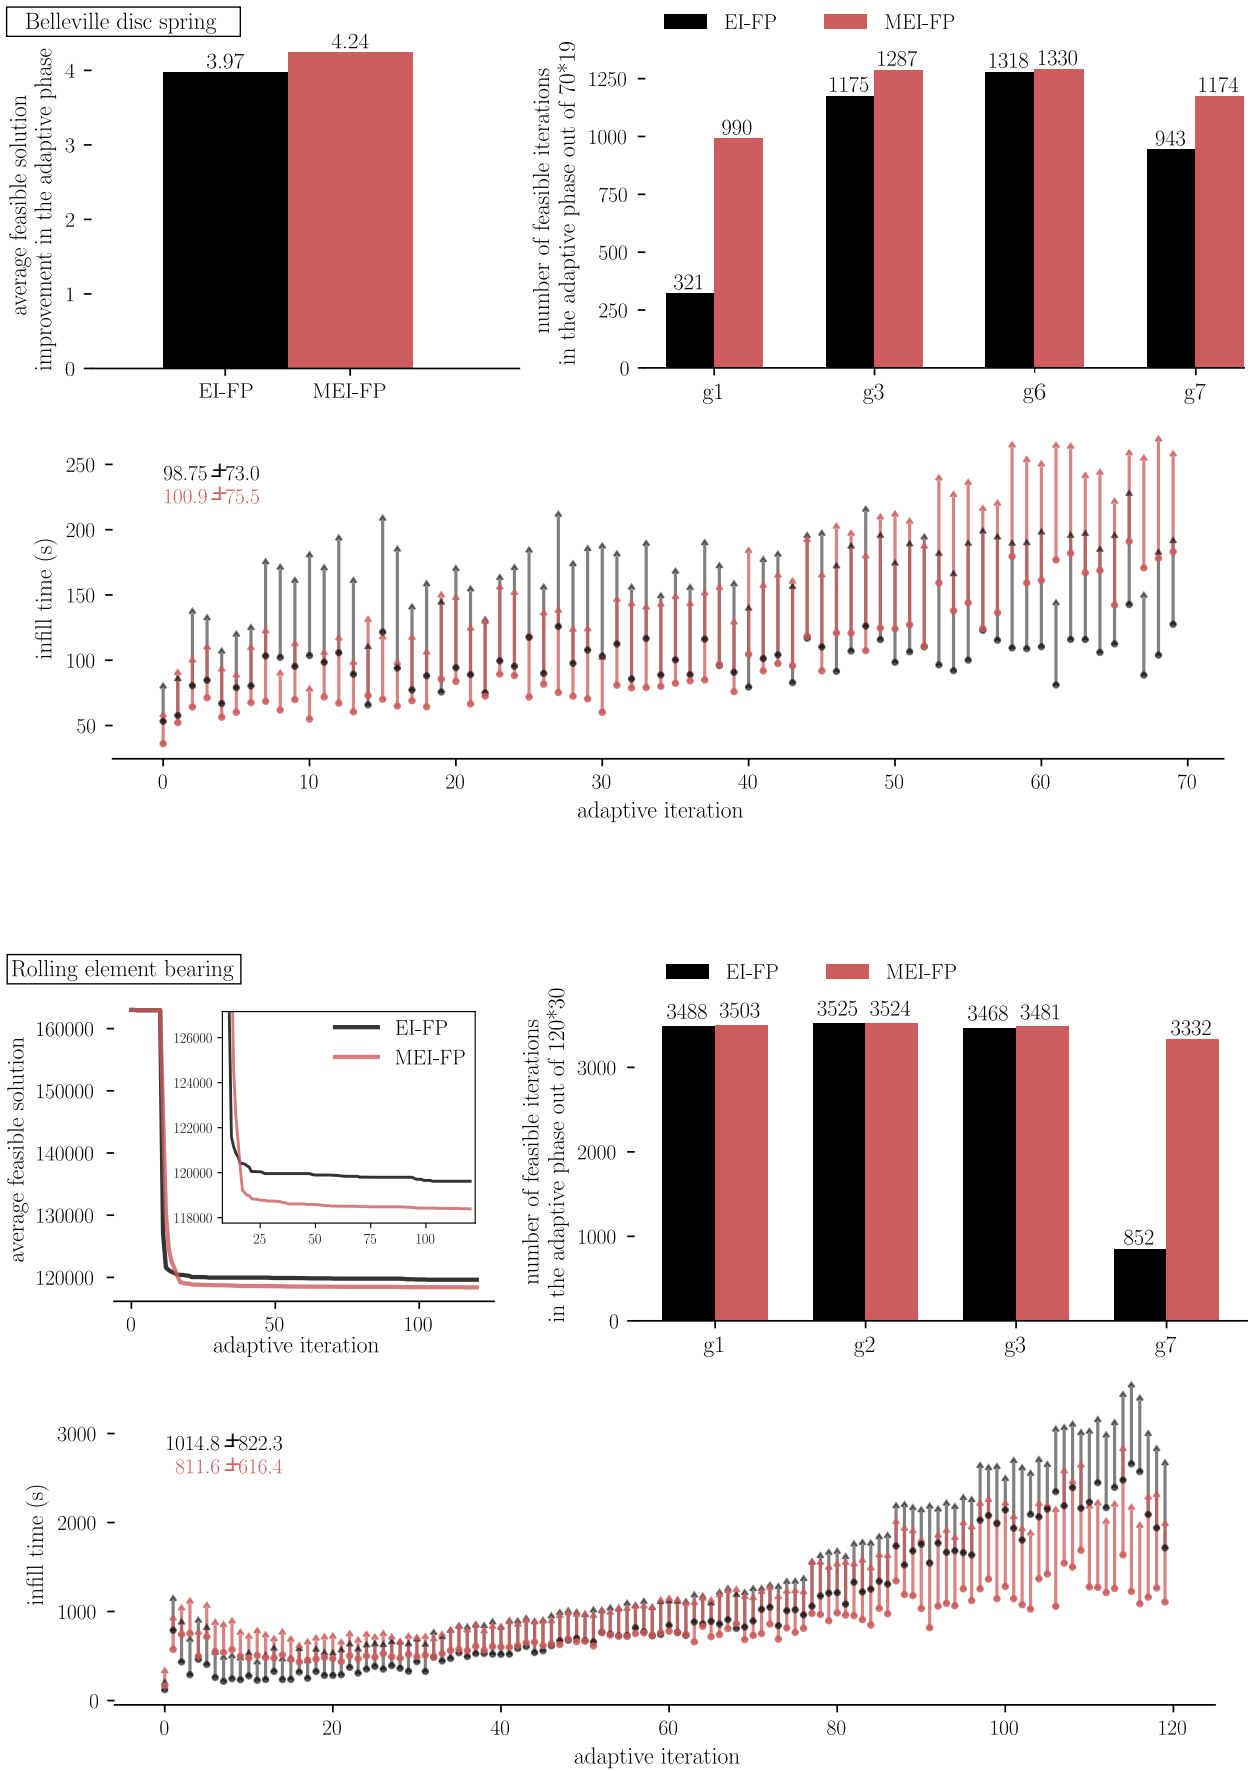 Belleville disc spring
average feasible solution
improvement in the adaptive phase
4
3
2
1
0
3.97
4.24
EI-FP
MEI-FP
EI-FP
MEI-FP
number of feasible iterations
in the adaptive phase out of 70*19
1250
1000
750
500
250
0
321
990
1175
1287
1318
1330
943
1174
g1
g3
g6
g7
infill time (s)
250
200
150
100
50
98.75 ±73.0
100.9 ±75.5
0
10
20
30
40
50
60
70
adaptive iteration
Rolling element bearing
average feasible solution
160000
150000
140000
130000
120000
0
50
100
adaptive iteration
126000
124000
122000
120000
118000
25
50
75
100
EI-FP
MEI-FP
EI-FP
MEI-FP
number of feasible iterations
in the adaptive phase out of 120*30
3000
2000
1000
0
3488
3503
3525
3524
3468
3481
852
3332
g1
g2
g3
g7
infill time (s)
3000
2000
1000
0
1014.8 ±822.3
811.6 ±616.4
0
20
40
60
80
100
120
adaptive iteration